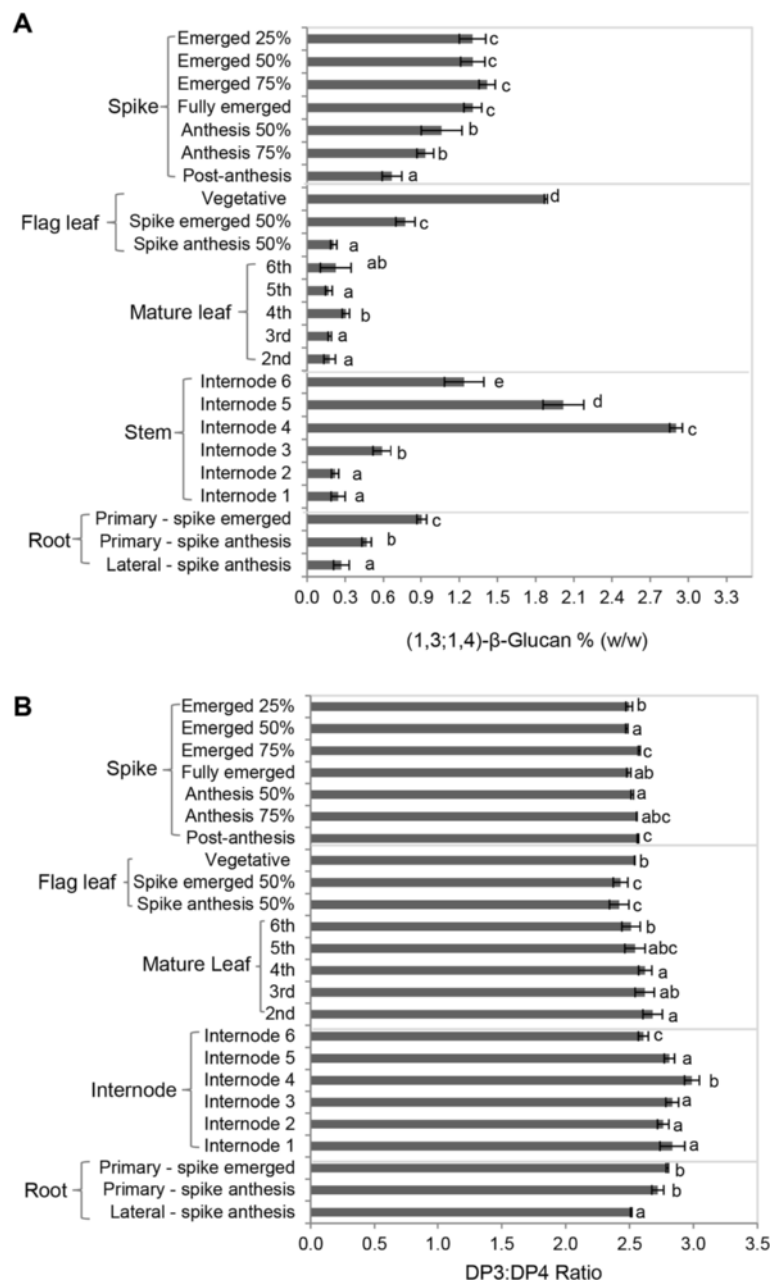 A
Spike
Emerged 25% c
Emerged 50% c
Emerged 75% c
Fully emerged c
Anthesis 50% b
Anthesis 75% b
Post-anthesis a
Flag leaf
Vegetative d
Spike emerged 50% c
Spike anthesis 50% a
Mature leaf
6th ab
5th a
4th b
3rd a
2nd a
Stem
Internode 6 e
Internode 5 d
Internode 4 c
Internode 3 b
Internode 2 a
Internode 1 a
Root
Primary - spike emerged c
Primary - spike anthesis b
Lateral - spike anthesis a
0.0 0.3 0.6 0.9 1.2 1.5 1.8 2.1 2.4 2.7 3.0 3.3
(1,3;1,4)-β-Glucan % (w/w)
B
Spike
Emerged 25% b
Emerged 50% a
Emerged 75% c
Fully emerged ab
Anthesis 50% a
Anthesis 75% abc
Post-anthesis c
Flag leaf
Vegetative b
Spike emerged 50% c
Spike anthesis 50% c
Mature Leaf
6th b
5th abc
4th a
3rd ab
2nd a
Internode
Internode 6 c
Internode 5 a
Internode 4 b
Internode 3 a
Internode 2 a
Internode 1 a
Root
Primary - spike emerged b
Primary - spike anthesis b
Lateral - spike anthesis a
0.0 0.5 1.0 1.5 2.0 2.5 3.0 3.5
DP3:DP4 Ratio